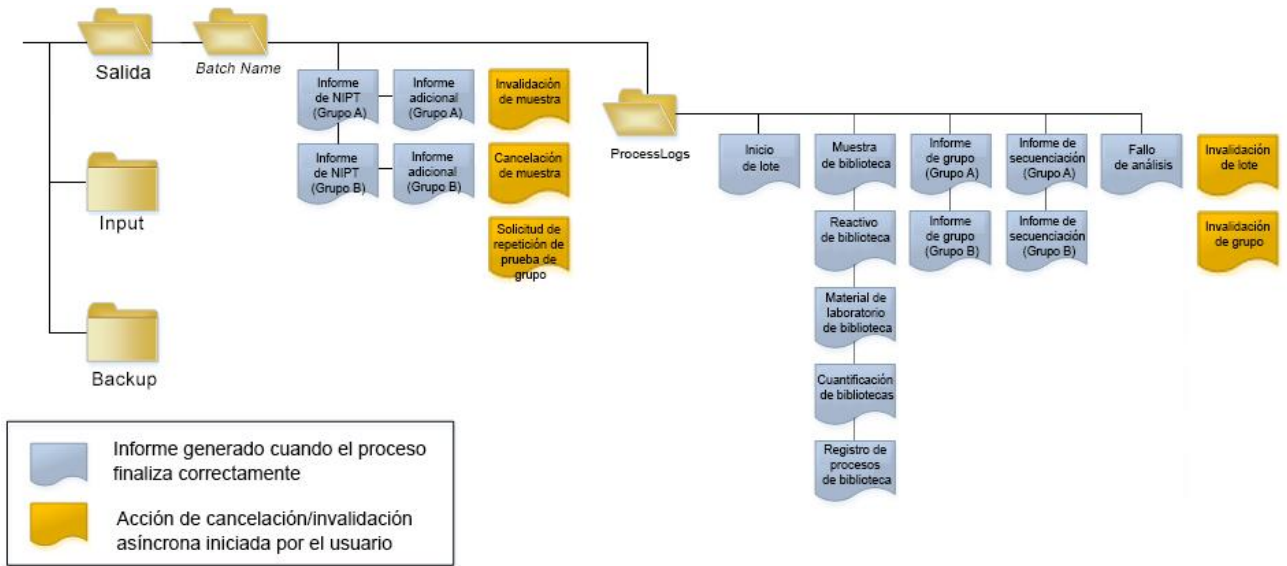 Salida
Batch Name
Input
Backup
Informe
de NIPT
(Grupo A)
Informe
adicional
(Grupo A)
Invalidación
de muestra
Informe
de NIPT
(Grupo B)
Informe
adicional
(Grupo B)
Cancelación
de muestra
Solicitud de
repetición de
prueba de
grupo
ProcessLogs
Inicio
de lote
Muestra
de biblioteca
Informe
de grupo
(Grupo A)
Informe de
secuenciación
(Grupo A)
Fallo
de análisis
Invalidación
de lote
Reactivo
de biblioteca
Informe
de grupo
(Grupo B)
Informe de
secuenciación
(Grupo B)
Invalidación
de grupo
Material de
laboratorio
de biblioteca
Cuantificación
de bibliotecas
Registro de
procesos
de biblioteca
Informe generado cuando el proceso
finaliza correctamente
Acción de cancelación/invalidación
asíncrona iniciada por el usuario